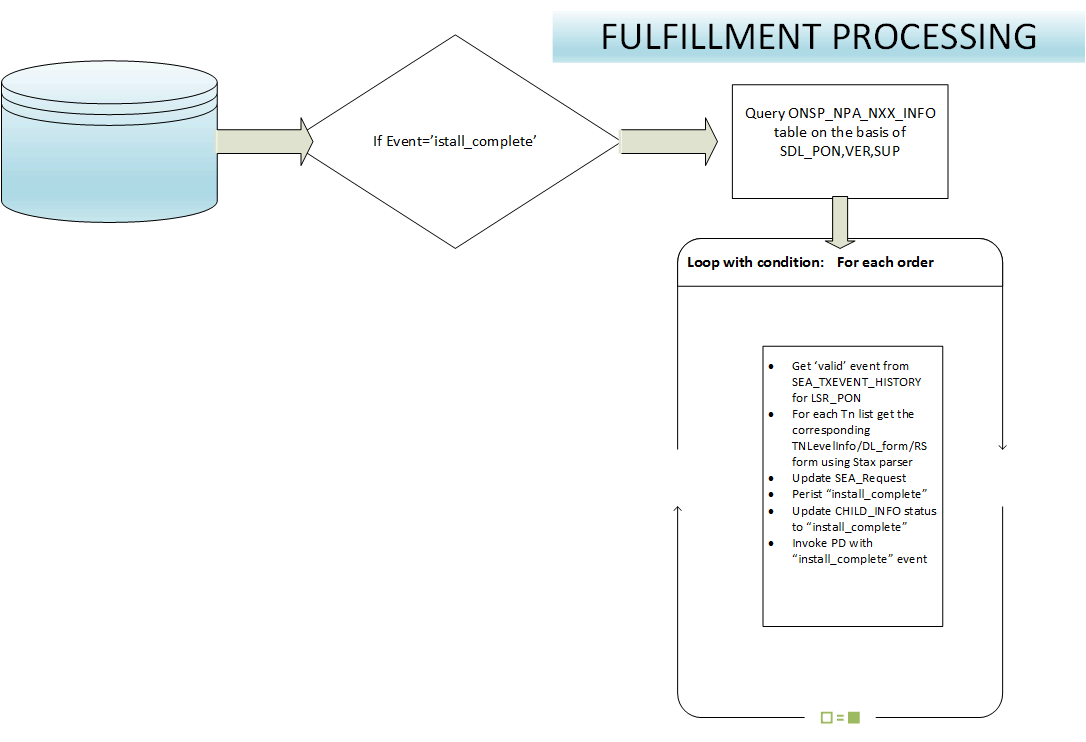 FULFILLMENT PROCESSING
If Event=’istall_complete’
Query ONSP_NPA_NXX_INFO
table on the basis of
SDL_PON,VER,SUP
Loop with condition: For each order
• Get ‘valid’ event from
SEA_TXEVENT_HISTORY
for LSR_PON
• For each Tn list get the
corresponding
TNLevelInfo/DL_form/RS
form using Stax parser
• Update SEA_Request
• Perist “install_complete”
• Update CHILD_INFO status
to “install_complete”
• Invoke PD with
“install_complete” event